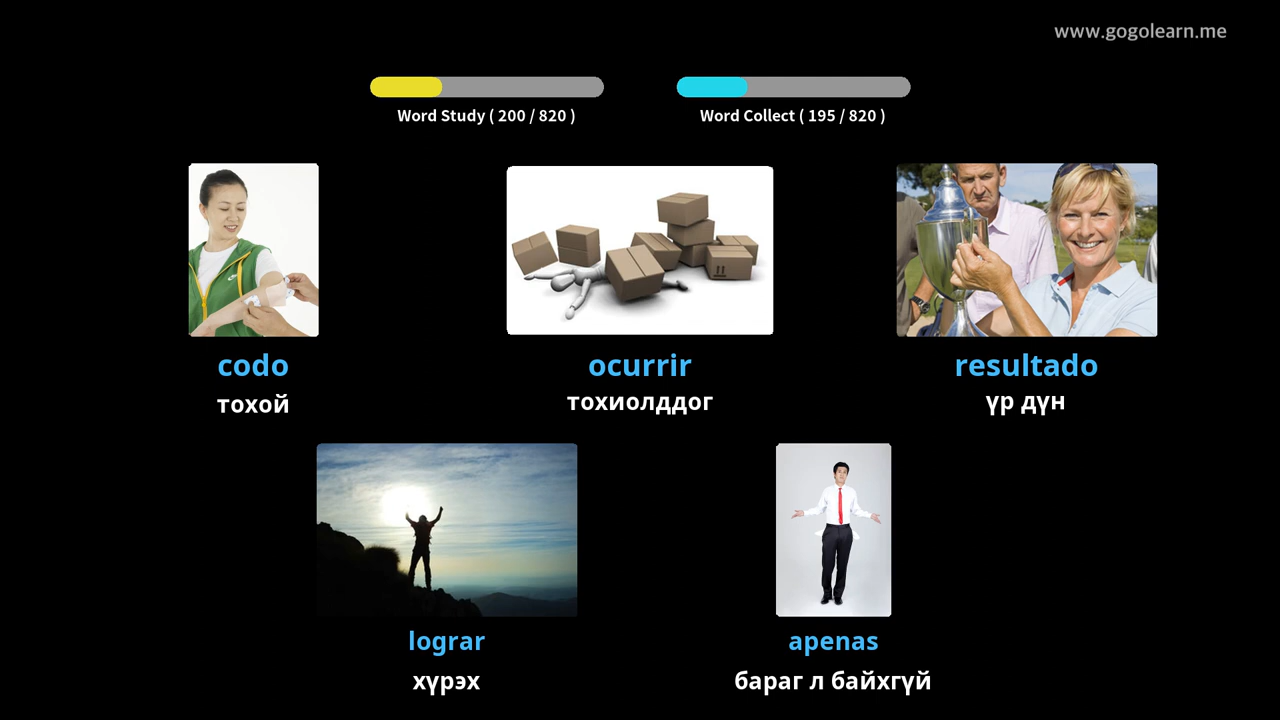 www.gogolearn.me
Word Study ( 200 / 820 )
Word Collect ( 195 / 820 )
codo
тохой
ocurrir
тохиолддог
resultado
үр дүн
lograr
хүрэх
apenas
бараг л байхгүй